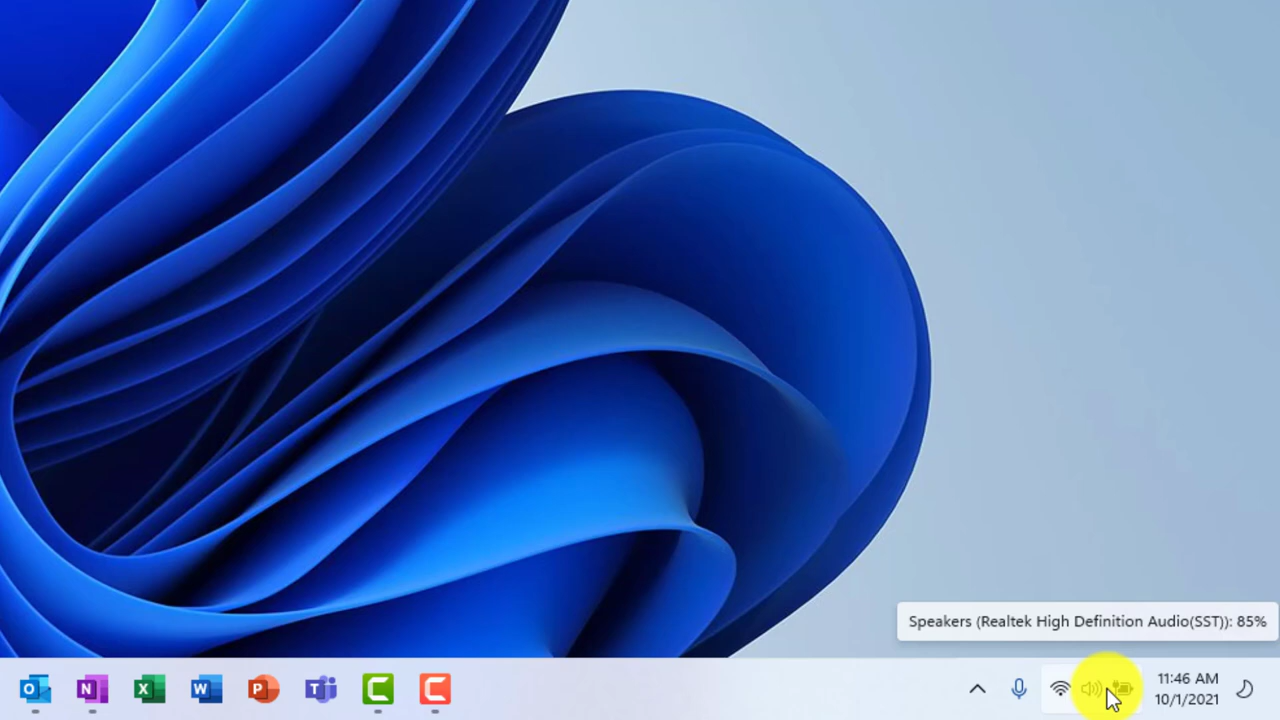 Speakers (Realtek High Definition Audio(SST)): 85%
O
N
X
W
P
T
C
C
11:46 AM
10/1/2021